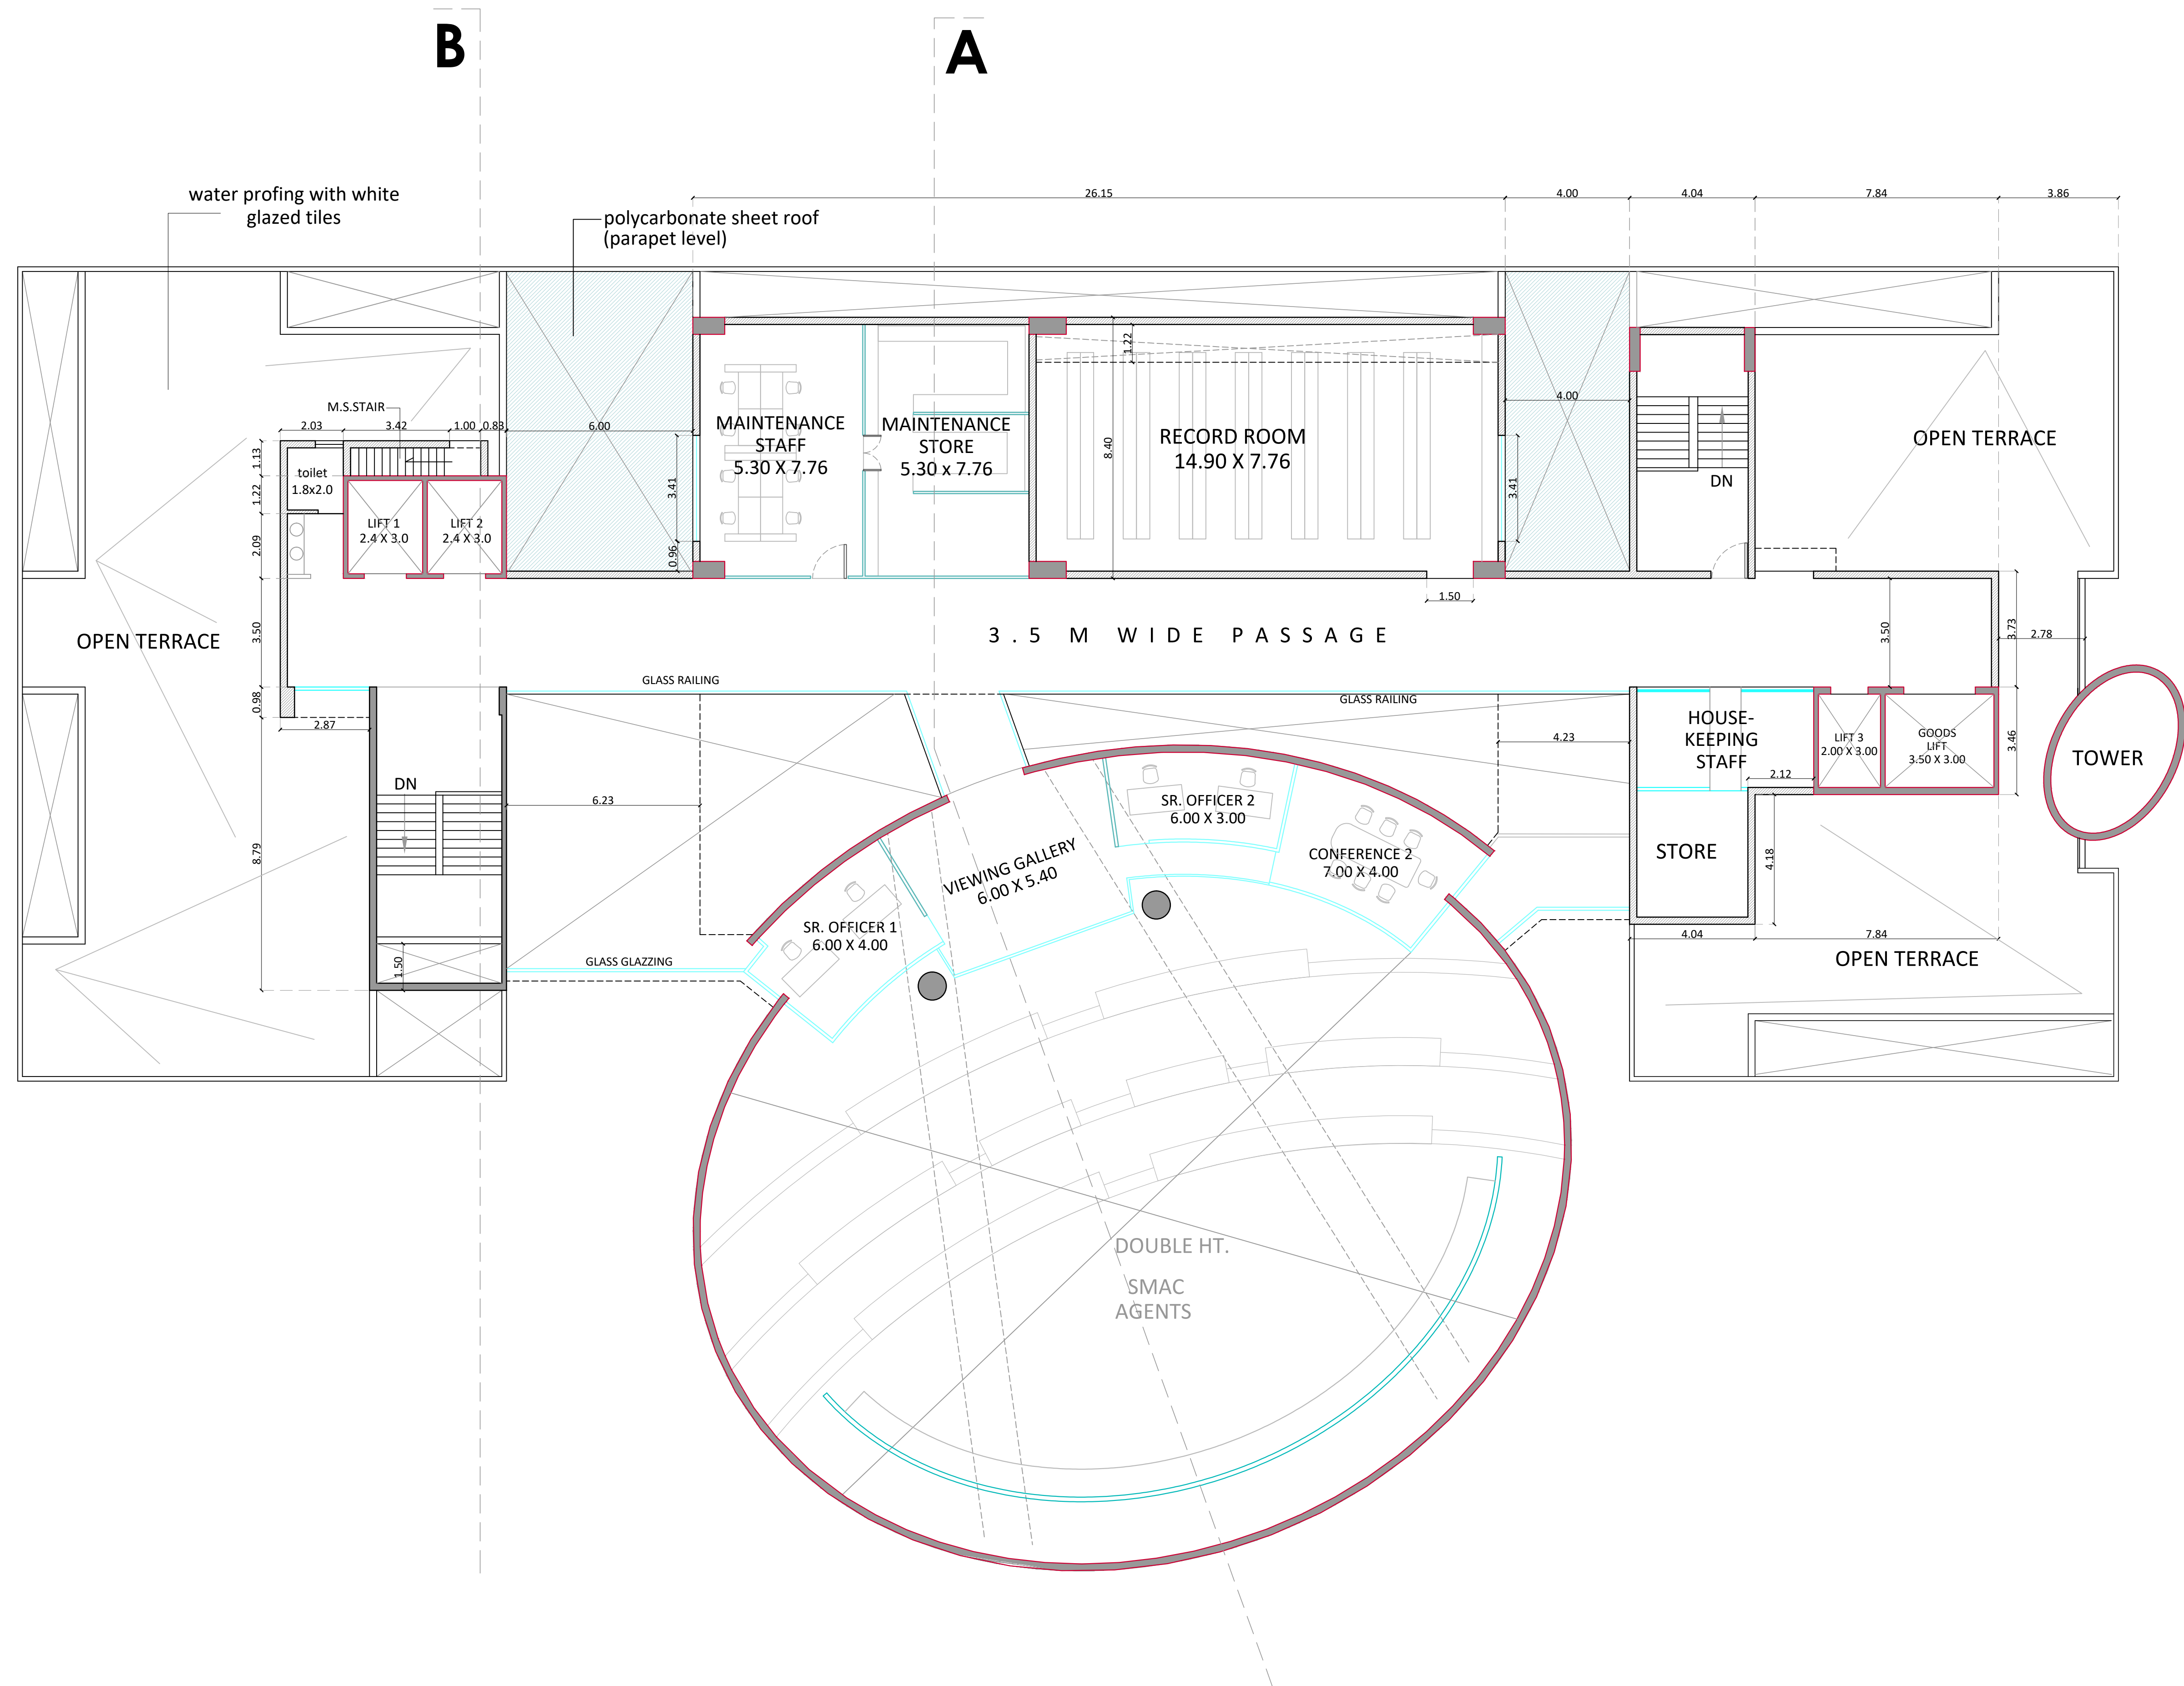 B
A
water profing with white
glazed tiles
polycarbonate sheet roof
(parapet level)
26.15
4.00
4.04
7.84
3.86
M.S.STAIR
2.03
3.42
1.00
0.83
6.00
4.00
1.13
1.22
2.09
3.50
0.98
8.79
toilet
1.8x2.0
LIFT 1
2.4 X 3.0
LIFT 2
2.4 X 3.0
3.41
0.96
MAINTENANCE
STAFF
5.30 X 7.76
MAINTENANCE
STORE
5.30 x 7.76
1.22
8.40
RECORD ROOM
14.90 X 7.76
3.41
DN
OPEN TERRACE
1.50
OPEN TERRACE
3.5 M WIDE PASSAGE
3.50
3.73
2.78
GLASS RAILING
GLASS RAILING
2.87
DN
6.23
4.23
HOUSE-
KEEPING
STAFF
2.12
LIFT 3
2.00 X 3.00
GOODS
LIFT
3.50 X 3.00
3.46
TOWER
SR. OFFICER 2
6.00 X 3.00
CONFERENCE 2
7.00 X 4.00
VIEWING GALLERY
6.00 X 5.40
SR. OFFICER 1
6.00 X 4.00
STORE
4.18
4.04
7.84
OPEN TERRACE
GLASS GLAZZING
1.50
DOUBLE HT.
SMAC
AGENTS